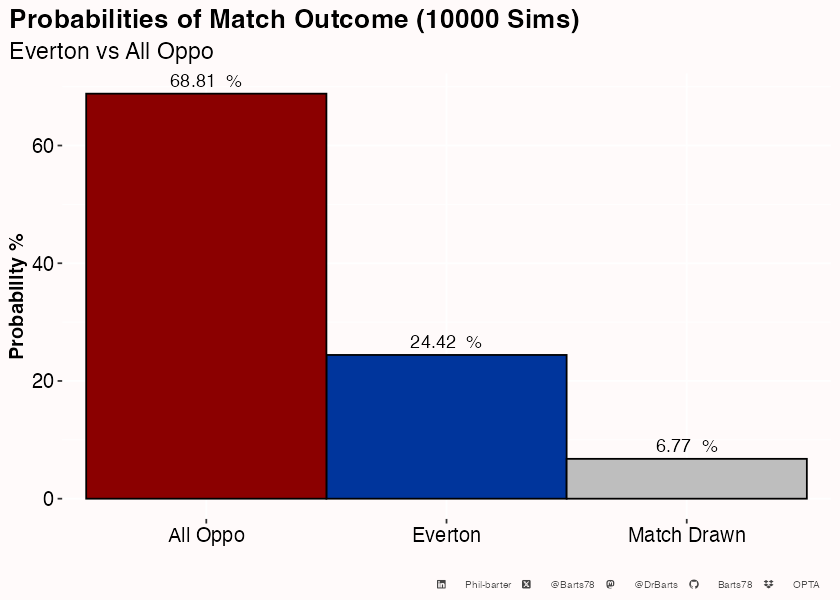 Probabilities of Match Outcome (10000 Sims)
Everton vs All Oppo
68.81 %
60
Probability %
40
24.42 %
20
6.77 %
0
All Oppo Everton Match Drawn
Phil-barter @Barts78 @DrBarts Barts78 OPTA